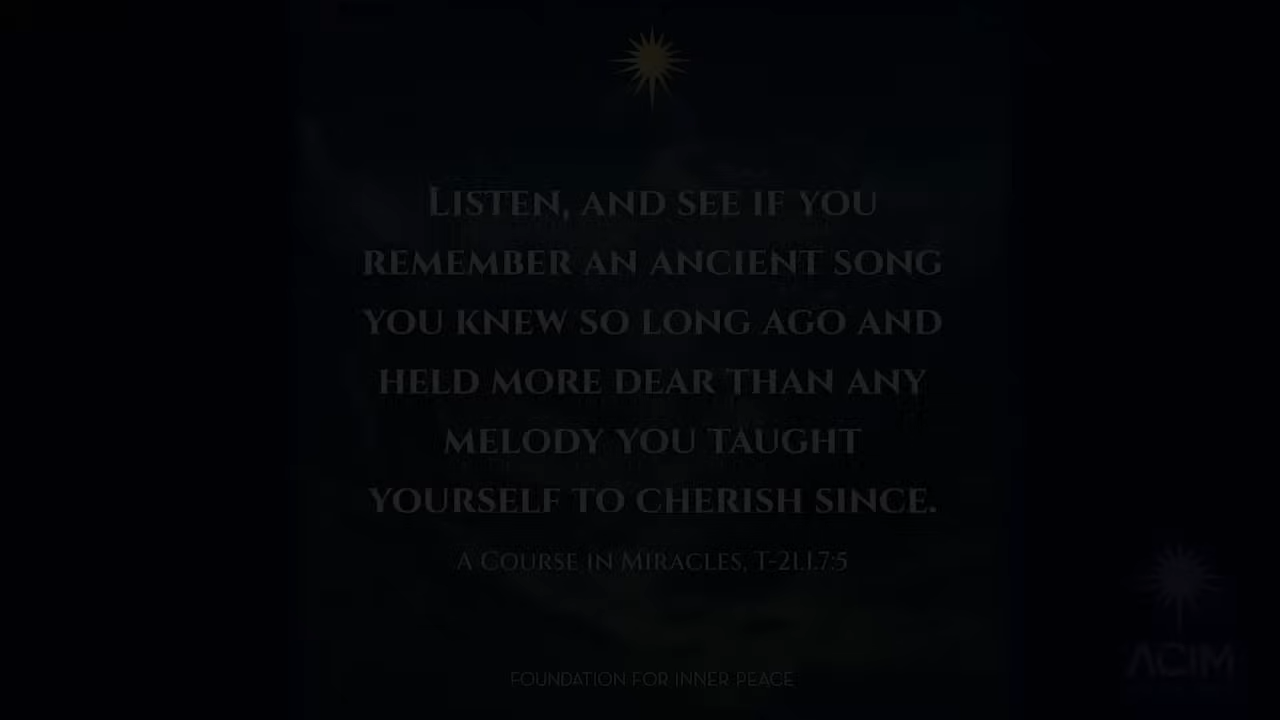 Listen, and see if you
remember an ancient song
you knew so long ago and
held more dear than any
melody you taught
yourself to cherish since.
A Course in Miracles, T-21.I.7:5
Foundation for Inner Peace
ACIM